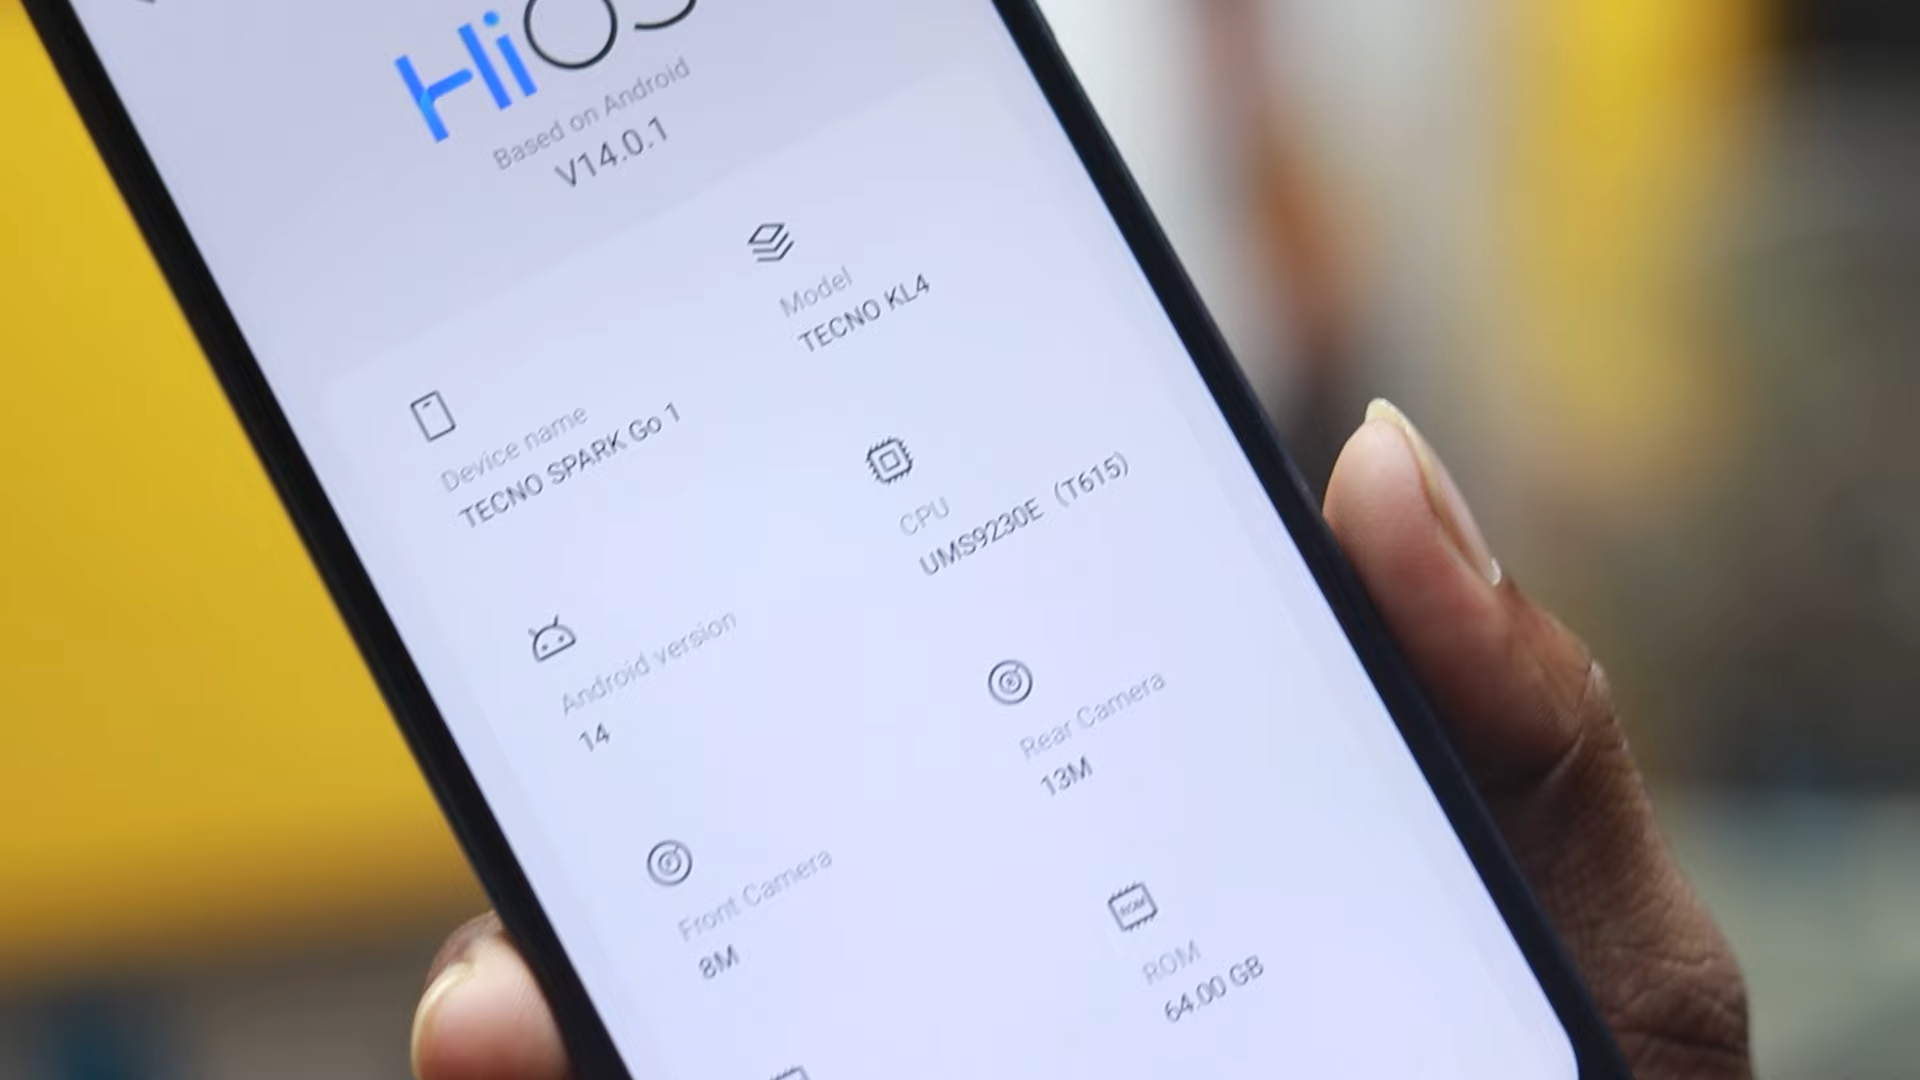 HiOS
Based on Android
V14.0.1
Model
TECNO KL4
Device name
TECNO SPARK Go 1
CPU
UMS9230E (T615)
Android version
14
Rear Camera
13M
Front Camera
8M
ROM
ROM
64.00 GB